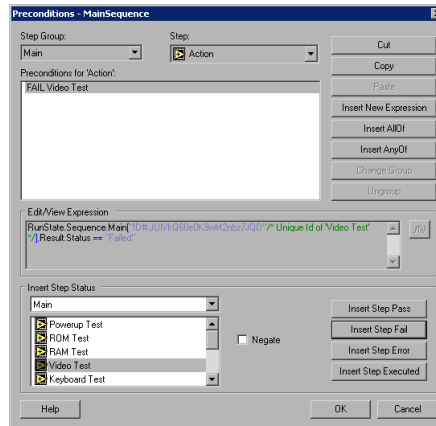 Preconditions - MainSequence
Step Group:
Step:
Main
Action
Preconditions for 'Action':
FAIL Video Test
Cut
Copy
Paste
Insert New Expression
Insert AllOf
Insert AnyOf
Change Group
Ungroup
Edit/View Expression
RunState.Sequence.Main["ID#:JUIVI:Q60e0K9wM2nbz7JQD"/* Unique Id of 'Video Test'
*/].Result.Status == "Failed"
f(x)
Insert Step Status
Main
Powerup Test
ROM Test
RAM Test
Video Test
Keyboard Test
Negate
Insert Step Pass
Insert Step Fail
Insert Step Error
Insert Step Executed
Help
OK
Cancel